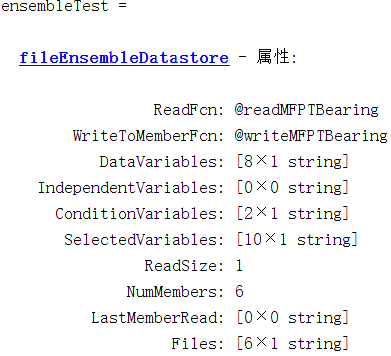 ensembleTest =
fileEnsembleDatastore - 属性:
ReadFcn: @readMFPTBearing
WriteToMemberFcn: @writeMFPTBearing
DataVariables: [8×1 string]
IndependentVariables: [0×0 string]
ConditionVariables: [2×1 string]
SelectedVariables: [10×1 string]
ReadSize: 1
NumMembers: 6
LastMemberRead: [0×0 string]
Files: [6×1 string]